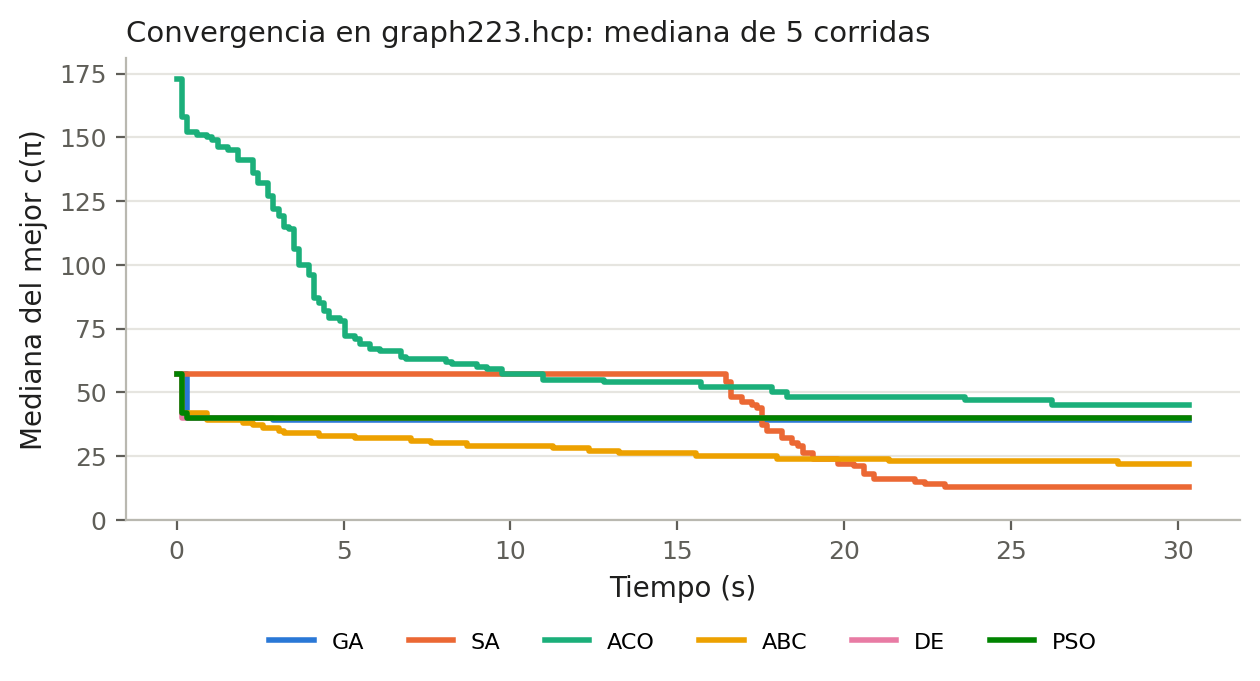 Convergencia en graph223.hcp: mediana de 5 corridas
Mediana del mejor c(π)
175
150
125
100
75
50
25
0
0 5 10 15 20 25 30
Tiempo (s)
GA SA ACO ABC DE PSO